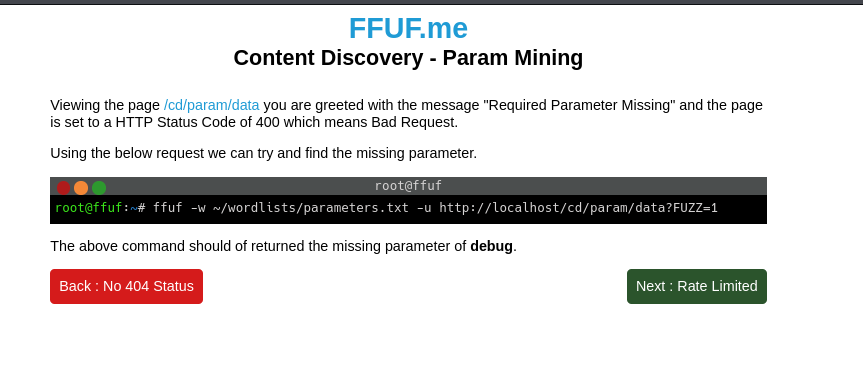 FFUF.me
Content Discovery - Param Mining
Viewing the page /cd/param/data you are greeted with the message "Required Parameter Missing" and the page
is set to a HTTP Status Code of 400 which means Bad Request.
Using the below request we can try and find the missing parameter.
root@ffuf
root@ffuf:~# ffuf -w ~/wordlists/parameters.txt -u http://localhost/cd/param/data?FUZZ=1
The above command should of returned the missing parameter of debug.
Back : No 404 Status
Next : Rate Limited